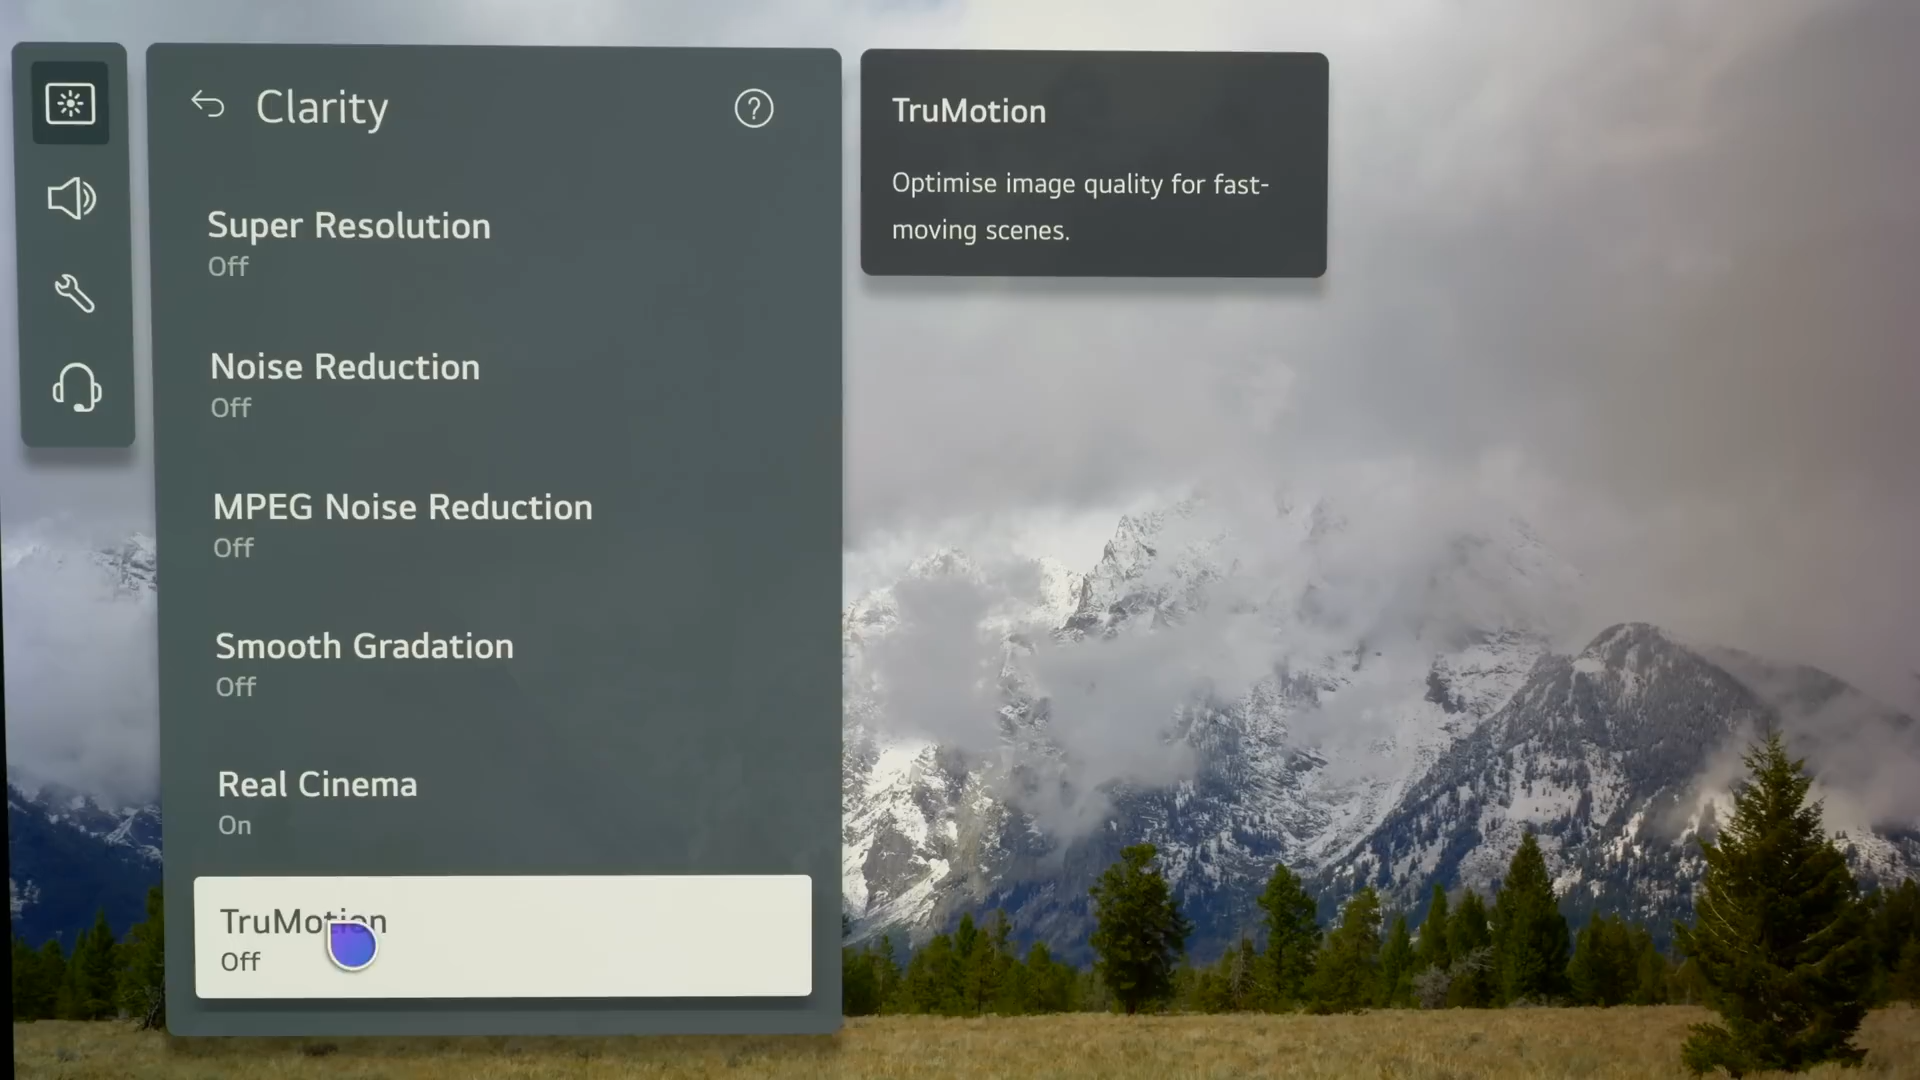 Clarity
?
Super Resolution
Off
Noise Reduction
Off
MPEG Noise Reduction
Off
Smooth Gradation
Off
Real Cinema
On
TruMotion
Off
TruMotion
Optimise image quality for fast-
moving scenes.